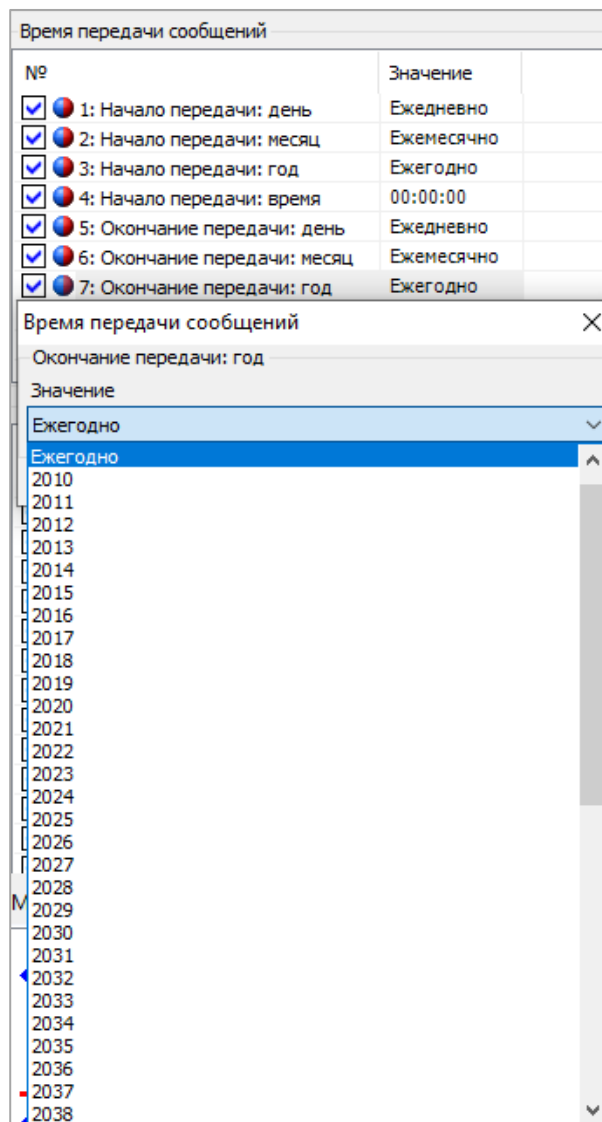 Время передачи сообщений
№ Значение
1: Начало передачи: день Ежедневно
2: Начало передачи: месяц Ежемесячно
3: Начало передачи: год Ежегодно
4: Начало передачи: время 00:00:00
5: Окончание передачи: день Ежедневно
6: Окончание передачи: месяц Ежемесячно
7: Окончание передачи: год Ежегодно
Время передачи сообщений
Окончание передачи: год
Значение
Ежегодно
Ежегодно
2010
2011
2012
2013
2014
2015
2016
2017
2018
2019
2020
2021
2022
2023
2024
2025
2026
2027
2028
2029
2030
2031
2032
2033
2034
2035
2036
2037
2038